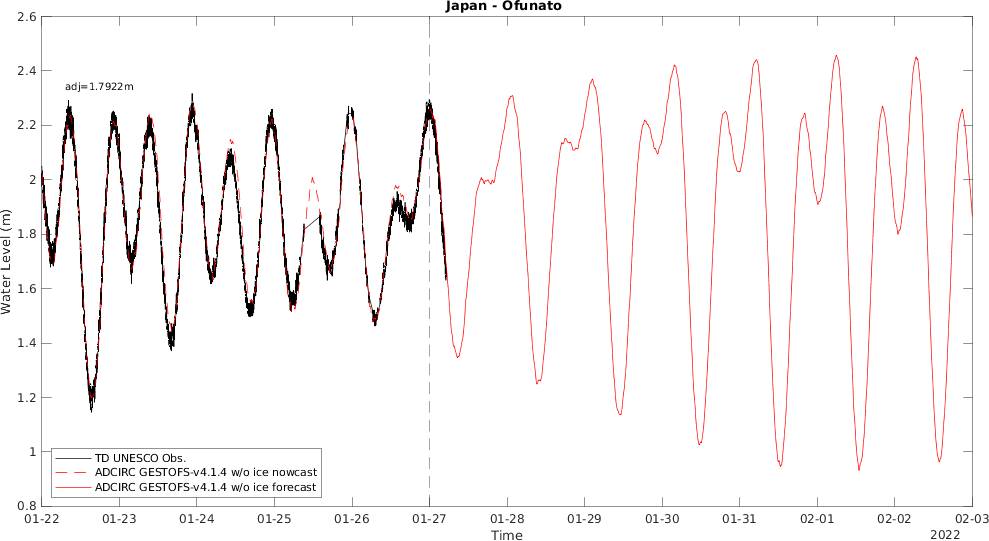 Japan - Ofunato
2.6
2.4
2.2
2
1.8
1.6
1.4
1.2
1
0.8
Water Level (m)
adj=1.7922m
TD UNESCO Obs.
ADCIRC GESTOFS-v4.1.4 w/o ice nowcast
ADCIRC GESTOFS-v4.1.4 w/o ice forecast
01-22 01-23 01-24 01-25 01-26 01-27 01-28 01-29 01-30 01-31 02-01 02-02 02-03
Time
2022